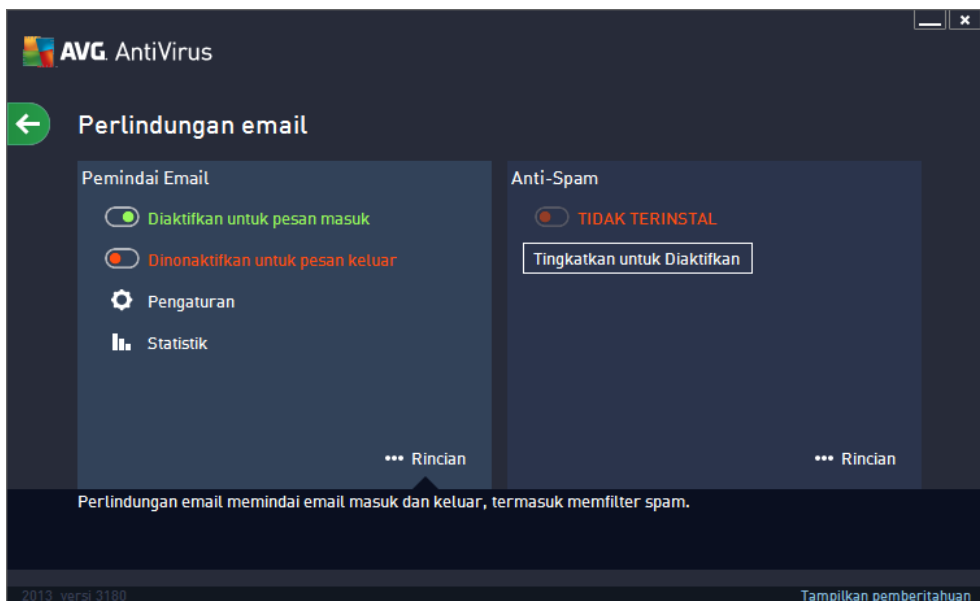 AVG. AntiVirus
Perlindungan email
Pemindai Email
Diaktifkan untuk pesan masuk
Dinonaktifkan untuk pesan keluar
Pengaturan
Statistik
••• Rincian
Anti-Spam
TIDAK TERINSTAL
Tingkatkan untuk Diaktifkan
••• Rincian
Perlindungan email memindai email masuk dan keluar, termasuk memfilter spam.
2013 versi 3180
Tampilkan pemberitahuan